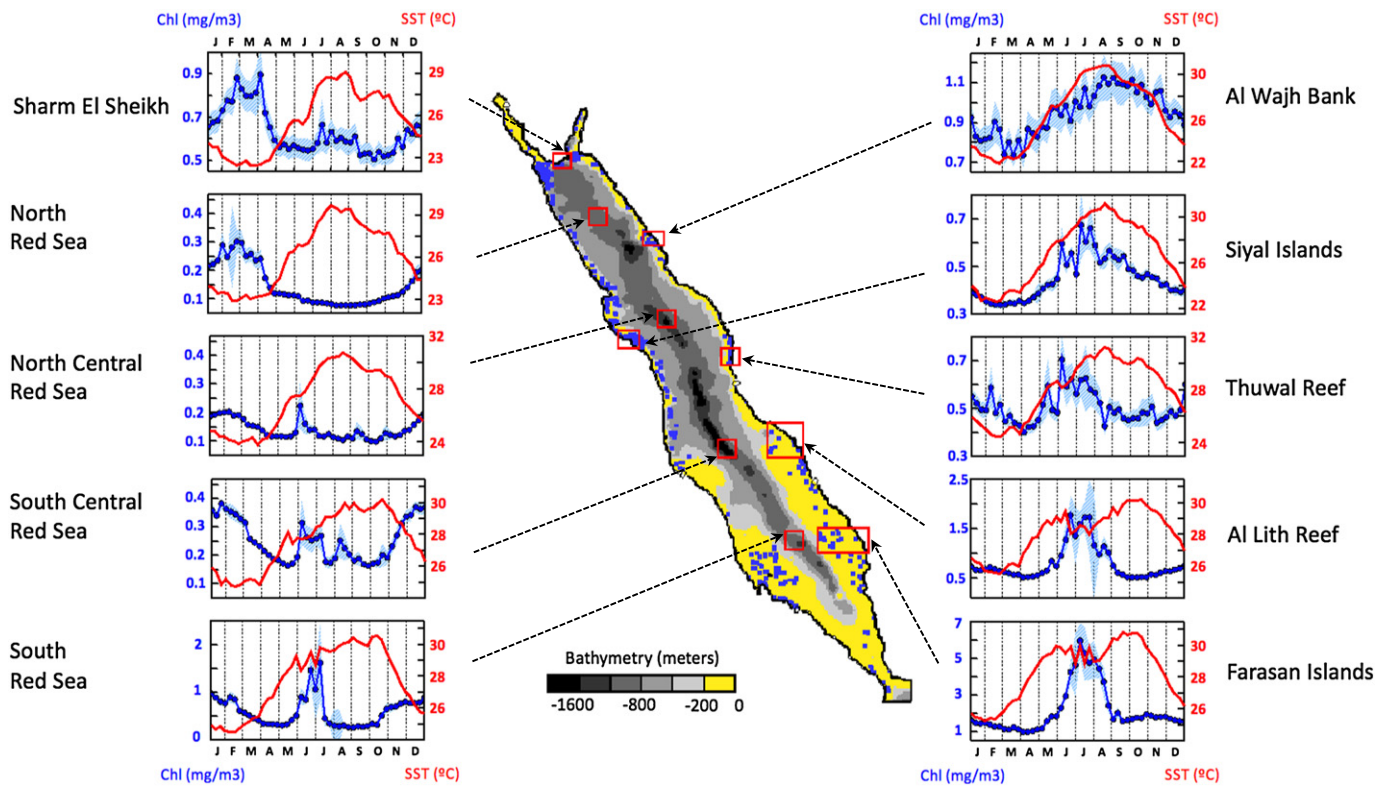 Chl (mg/m3) SST (ºC)
J F M A M J J A S O N D
Sharm El Sheikh
0.9
0.7
0.5
29
26
23
North
Red Sea
0.4
0.3
0.2
0.1
29
26
23
North Central
Red Sea
0.4
0.3
0.2
0.1
32
28
24
South Central
Red Sea
0.4
0.3
0.2
0.1
30
28
26
South
Red Sea
2
1
0
30
28
26
J F M A M J J A S O N D
Chl (mg/m3) SST (ºC)
Bathymetry (meters)
-1600 -800 -200 0
Chl (mg/m3) SST (ºC)
J F M A M J J A S O N D
1.1
0.9
0.7
30
26
22
Al Wajh Bank
0.7
0.5
0.3
30
28
26
24
22
Siyal Islands
0.7
0.5
0.3
32
28
24
Thuwal Reef
2.5
1.5
0.5
30
28
26
Al Lith Reef
7
5
3
1
30
28
26
Farasan Islands
J F M A M J J A S O N D
Chl (mg/m3) SST (ºC)